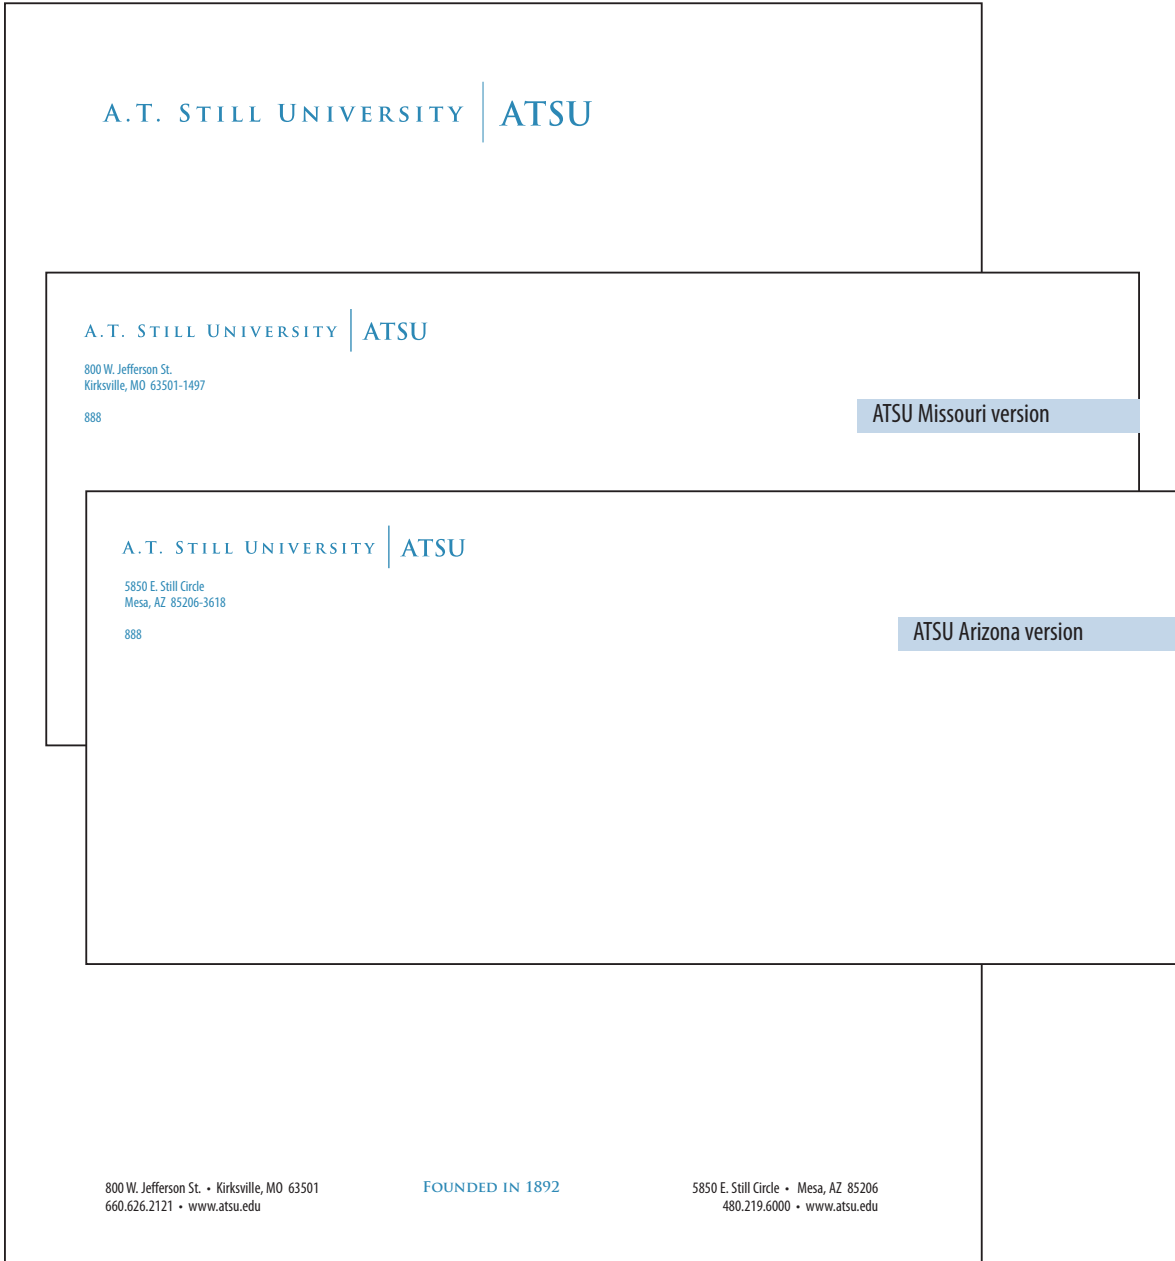 A.T. Still University | ATSU
A.T. Still University | ATSU
800 W. Jefferson St.
Kirksville, MO 63501-1497
888
ATSU Missouri version
A.T. Still University | ATSU
5850 E. Still Circle
Mesa, AZ 85206-3618
888
ATSU Arizona version
800 W. Jefferson St. • Kirksville, MO 63501
660.626.2121 • www.atsu.edu
Founded in 1892
5850 E. Still Circle • Mesa, AZ 85206
480.219.6000 • www.atsu.edu